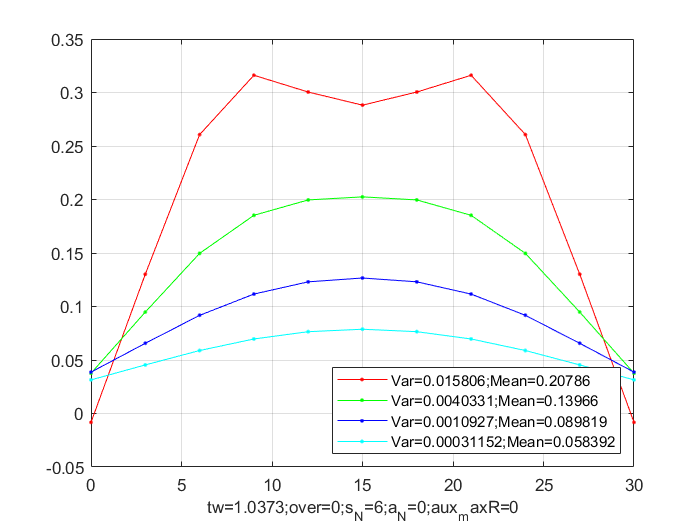 0.35
0.3
0.25
0.2
0.15
0.1
0.05
0
-0.05
0 5 10 15 20 25 30
Var=0.015806;Mean=0.20786
Var=0.0040331;Mean=0.13966
Var=0.0010927;Mean=0.089819
Var=0.00031152;Mean=0.058392
tw=1.0373;over=0;s_N=6;a_N=0;aux_maxR=0